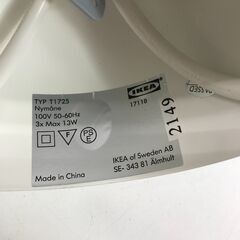 TYP T1725
Nymåne
100V 50-60Hz
3x Max 13W
IKEA
17118
2149
F
PS
E
IKEA of Sweden AB
SE- 343 81 Älmhult
Made in China